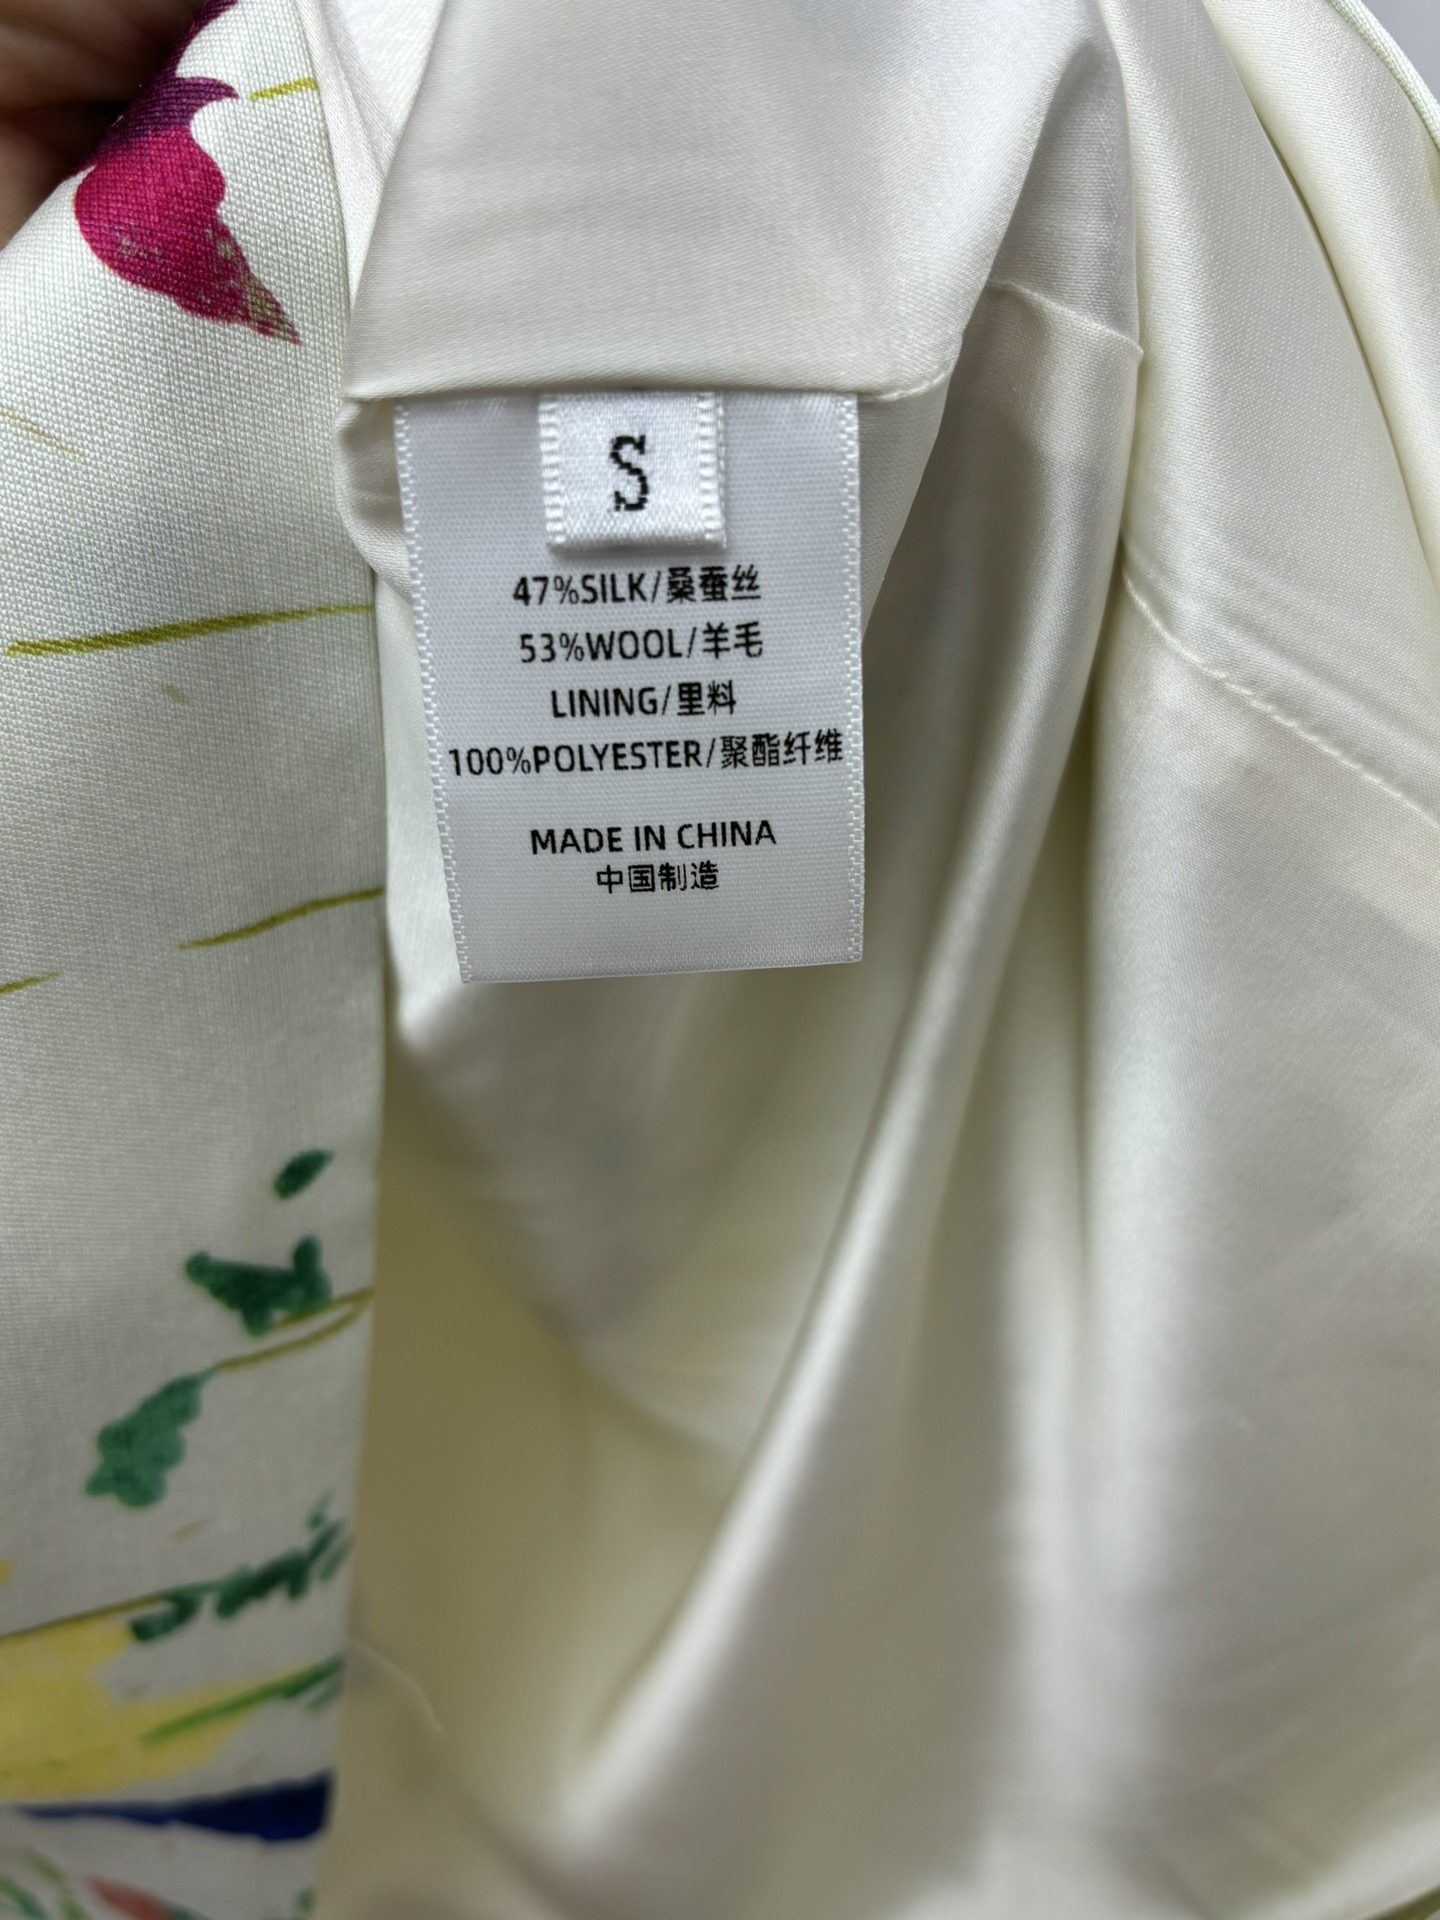 S
47%SILK/桑蚕丝
53%WOOL/羊毛
LINING/里料
100%POLYESTER/聚酯纤维
MADE IN CHINA
中国制造